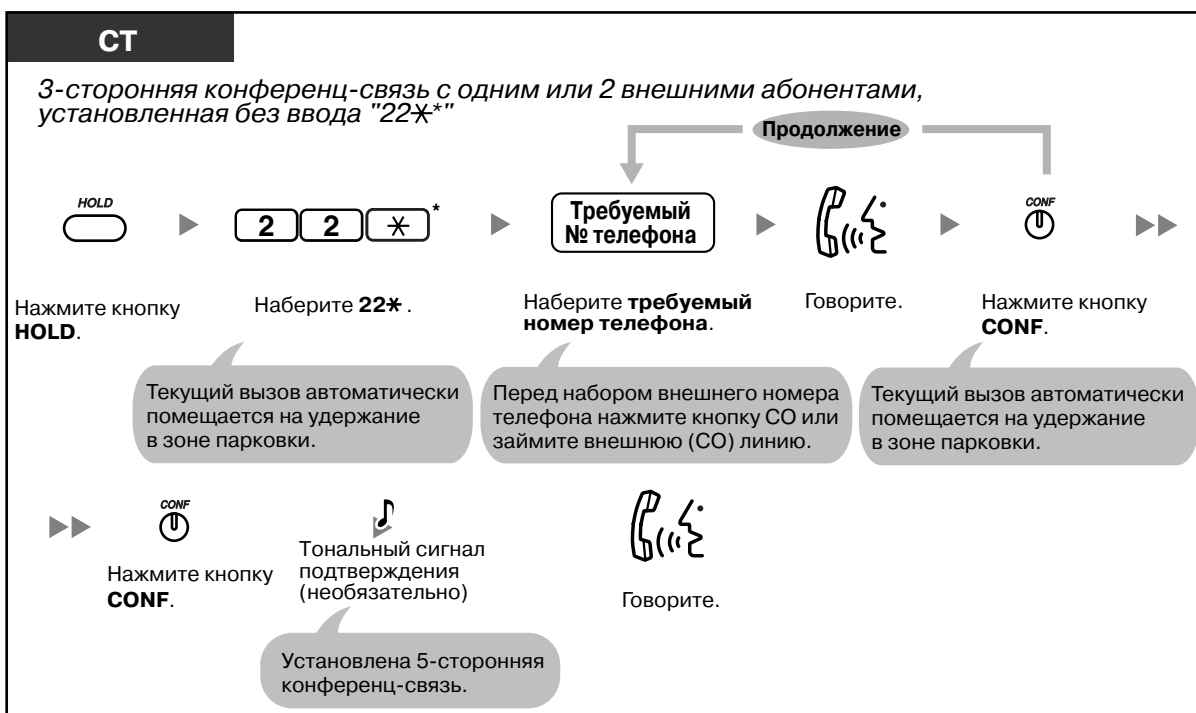 СТ
3-сторонняя конференц-связь с одним или 2 внешними абонентами,
установленная без ввода "22✳*"
Продолжение
HOLD
2 2 ✳ *
Требуемый
№ телефона
CONF
Нажмите кнопку
HOLD.
Наберите 22✳ .
Наберите требуемый
номер телефона.
Говорите.
Нажмите кнопку
CONF.
Текущий вызов автоматически
помещается на удержание
в зоне парковки.
Перед набором внешнего номера
телефона нажмите кнопку СО или
займите внешнюю (СО) линию.
Текущий вызов автоматически
помещается на удержание
в зоне парковки.
CONF
Нажмите кнопку
CONF.
Тональный сигнал
подтверждения
(необязательно)
Говорите.
Установлена 5-сторонняя
конференц-связь.